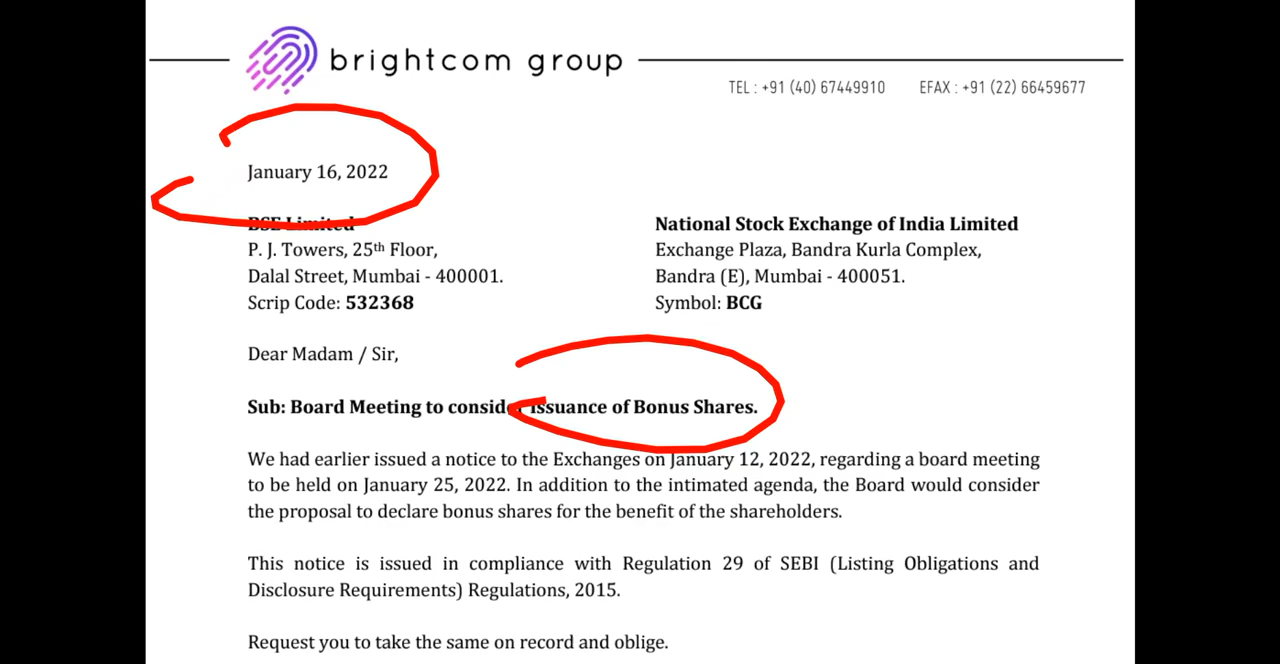 brightcom group
TEL : +91 (40) 67449910 EFAX : +91 (22) 66459677
January 16, 2022
BSE Limited
P. J. Towers, 25th Floor,
Dalal Street, Mumbai - 400001.
Scrip Code: 532368
National Stock Exchange of India Limited
Exchange Plaza, Bandra Kurla Complex,
Bandra (E), Mumbai - 400051.
Symbol: BCG
Dear Madam / Sir,
Sub: Board Meeting to consider issuance of Bonus Shares.
We had earlier issued a notice to the Exchanges on January 12, 2022, regarding a board meeting
to be held on January 25, 2022. In addition to the intimated agenda, the Board would consider
the proposal to declare bonus shares for the benefit of the shareholders.
This notice is issued in compliance with Regulation 29 of SEBI (Listing Obligations and
Disclosure Requirements) Regulations, 2015.
Request you to take the same on record and oblige.